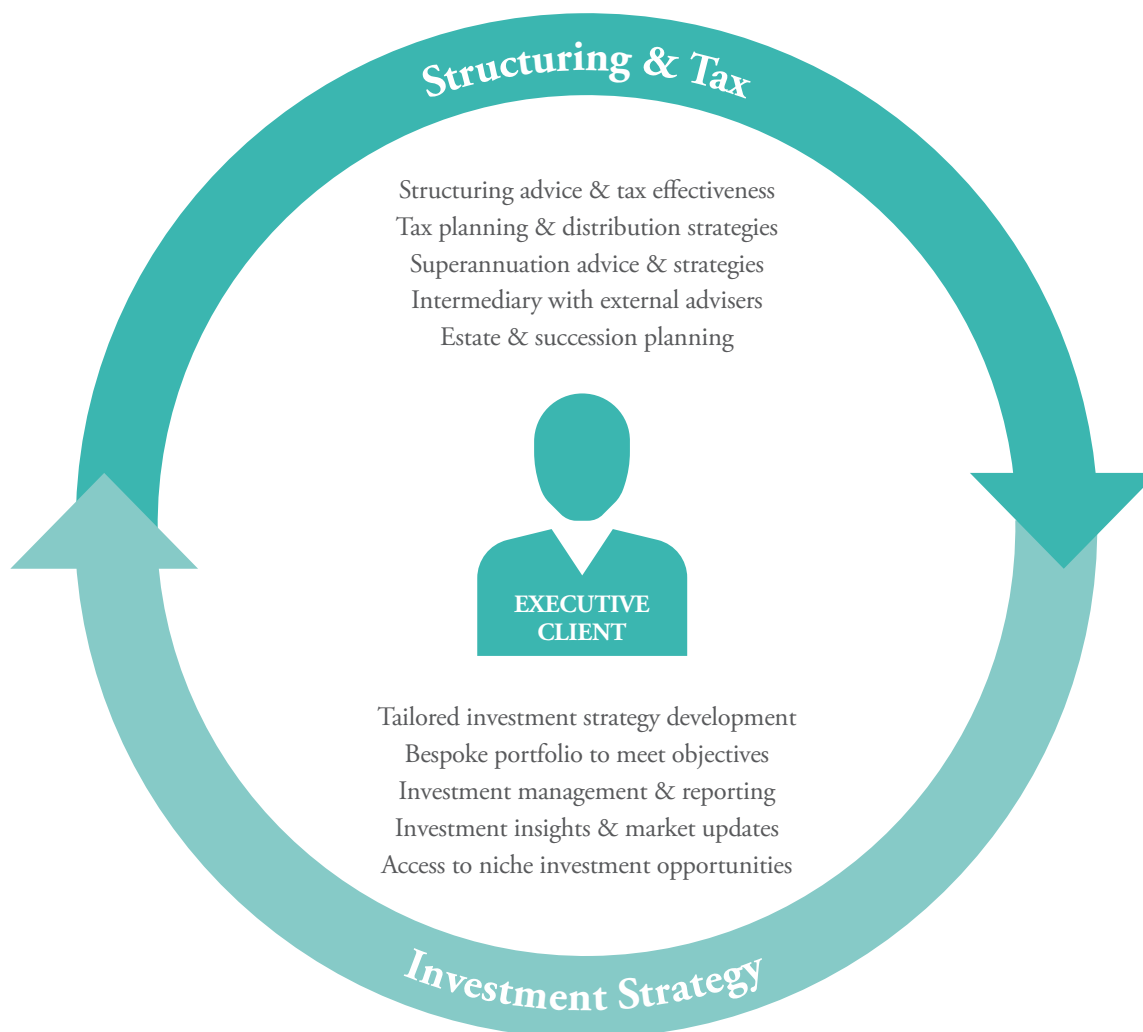 Structuring & Tax
Structuring advice & tax effectiveness
Tax planning & distribution strategies
Superannuation advice & strategies
Intermediary with external advisers
Estate & succession planning
EXECUTIVE
CLIENT
Tailored investment strategy development
Bespoke portfolio to meet objectives
Investment management & reporting
Investment insights & market updates
Access to niche investment opportunities
Investment Strategy